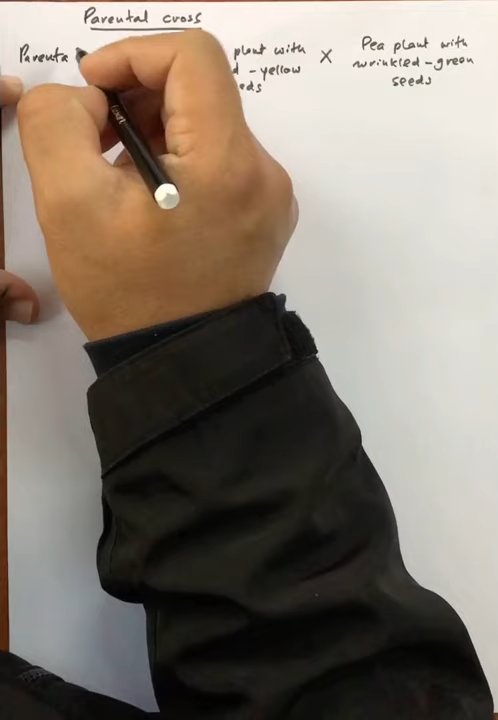 Parental cross
Parenta plant with × Pea plant with
d - yellow wrinkled - green
eds seeds